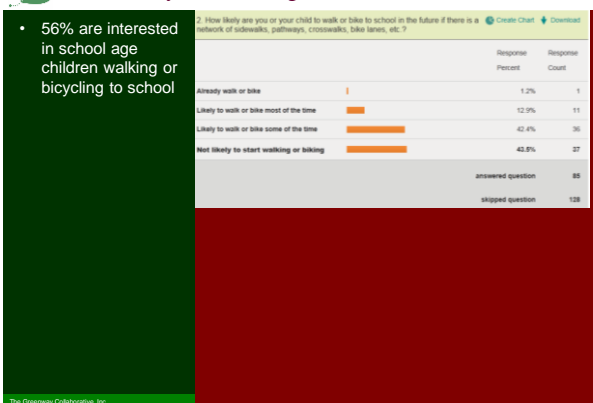 • 56% are interested
in school age
children walking or
bicycling to school
2. How likely are you or your child to walk or bike to school in the future if there is a network of sidewalks, pathways, crosswalks, bike lanes, etc.? Create Chart Download
Response Percent Response Count
Already walk or bike 1.2% 1
Likely to walk or bike most of the time 12.9% 11
Likely to walk or bike some of the time 42.4% 36
Not likely to start walking or biking 43.5% 37
answered question 85
skipped question 128
The Greenway Collaborative, Inc.